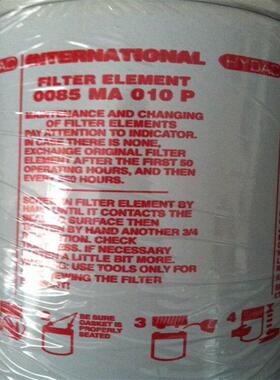 INTERNATIONAL
HYDAC
FILTER ELEMENT
0085 MA 010 P
MAINTENANCE AND CHANGING
OF FILTER ELEMENTS
PAY ATTENTION TO INDICATOR.
IN CASE THERE IS NONE,
EXCHANGE ORIGINAL FILTER
ELEMENT AFTER THE FIRST 50
OPERATING HOURS, AND THEN
EVERY HOURS.
IN FILTER ELEMENT BY
UNTIL IT CONTACTS THE
SURFACE THEN
BY HAND ANOTHER 3/4
CHECK
IF NECESSARY
A LITTLE BIT MORE.
USE TOOLS ONLY FOR
THE FILTER
BE SURE
GASKET IS
PROPERLY
SEATED
3
4